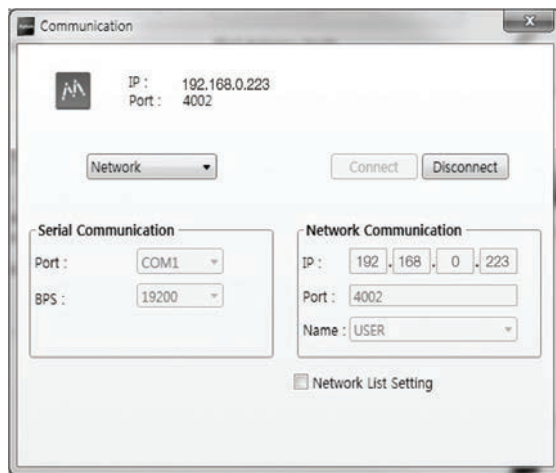 Communication
x
IP : 192.168.0.223
Port : 4002
Network
Connect Disconnect
Serial Communication
Port : COM1
BPS : 19200
Network Communication
IP : 192 . 168 . 0 . 223
Port : 4002
Name : USER
Network List Setting